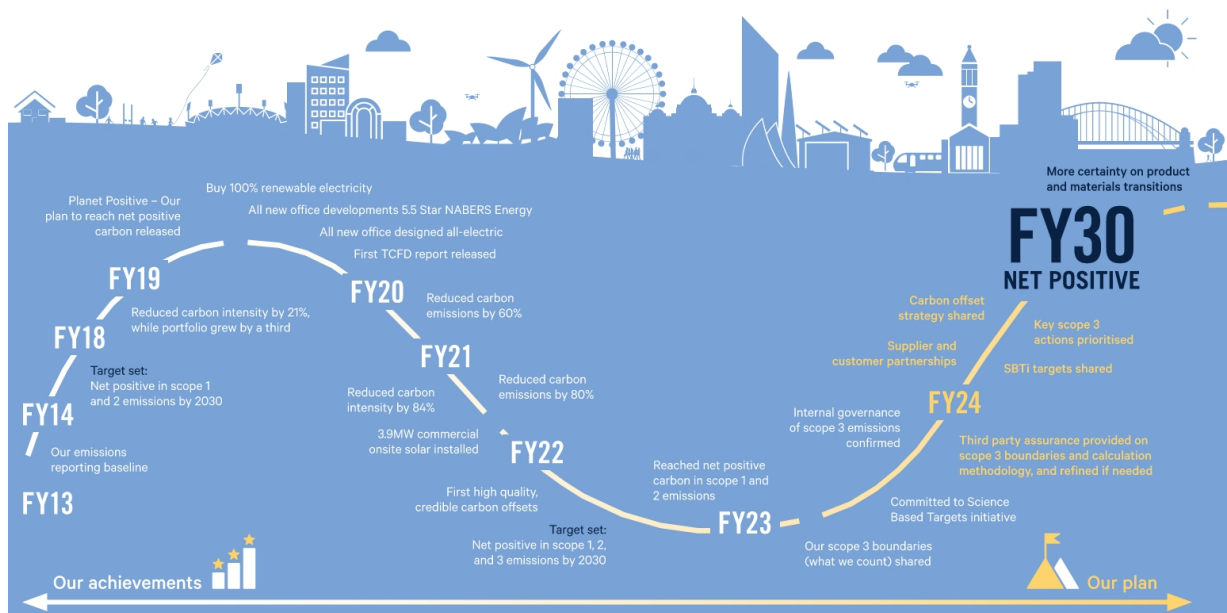 Planet Positive – Our
plan to reach net positive
carbon released
Buy 100% renewable electricity
All new office developments 5.5 Star NABERS Energy
All new office designed all-electric
First TCFD report released
FY19
Reduced carbon intensity by 21%,
while portfolio grew by a third
FY18
Target set:
Net positive in scope 1
and 2 emissions by 2030
FY14
Our emissions
reporting baseline
FY13
FY20
Reduced carbon
emissions by 60%
FY21
Reduced carbon
intensity by 84%
Reduced carbon
emissions by 80%
3.9MW commercial
onsite solar installed
FY22
First high quality,
credible carbon offsets
Target set:
Net positive in scope 1, 2,
and 3 emissions by 2030
Reached net positive
carbon in scope 1 and
2 emissions
FY23
Our scope 3 boundaries
(what we count) shared
Committed to Science
Based Targets initiative
Internal governance
of scope 3 emissions
confirmed
FY24
Third party assurance provided on
scope 3 boundaries and calculation
methodology, and refined if needed
Supplier and
customer partnerships
SBTi targets shared
Carbon offset
strategy shared
Key scope 3
actions prioritised
More certainty on product
and materials transitions
FY30
NET POSITIVE
Our achievements
Our plan